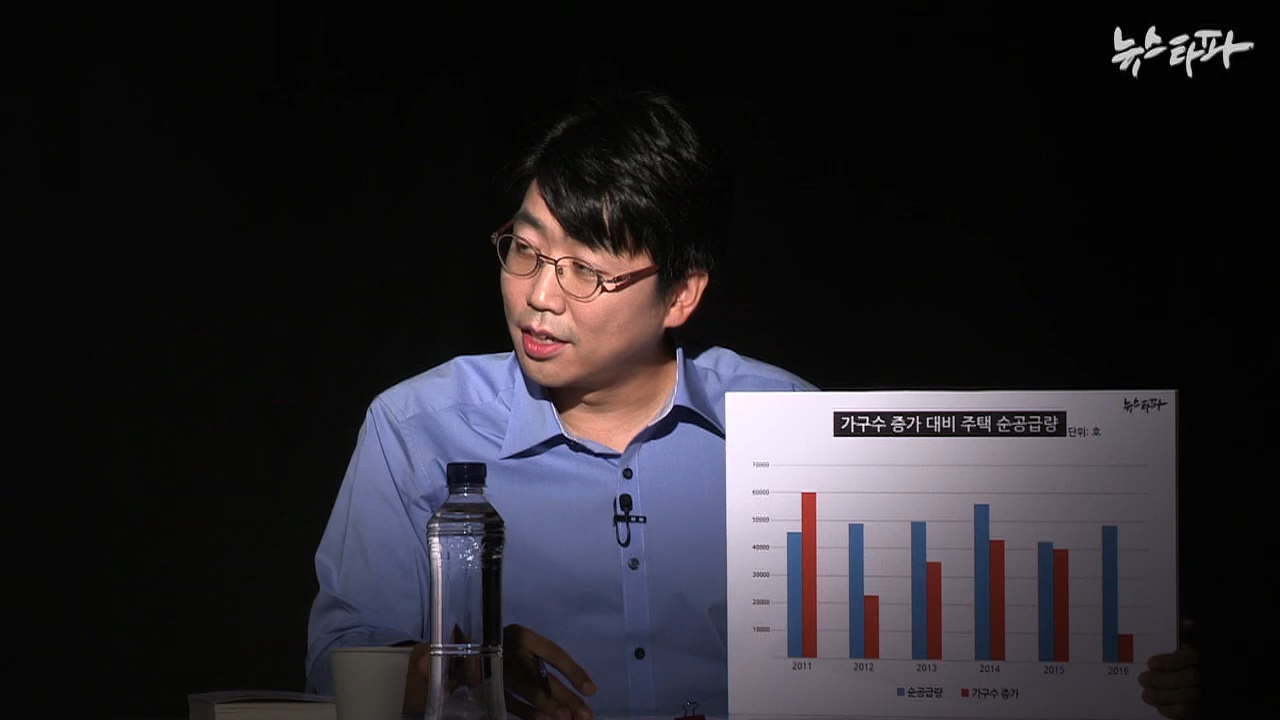 뉴스타파
뉴스타파
가구수 증가 대비 주택 순공급량
단위: 호
70000
60000
50000
40000
30000
20000
10000
2011 2012 2013 2014 2015 2016
순공급량 가구수 증가